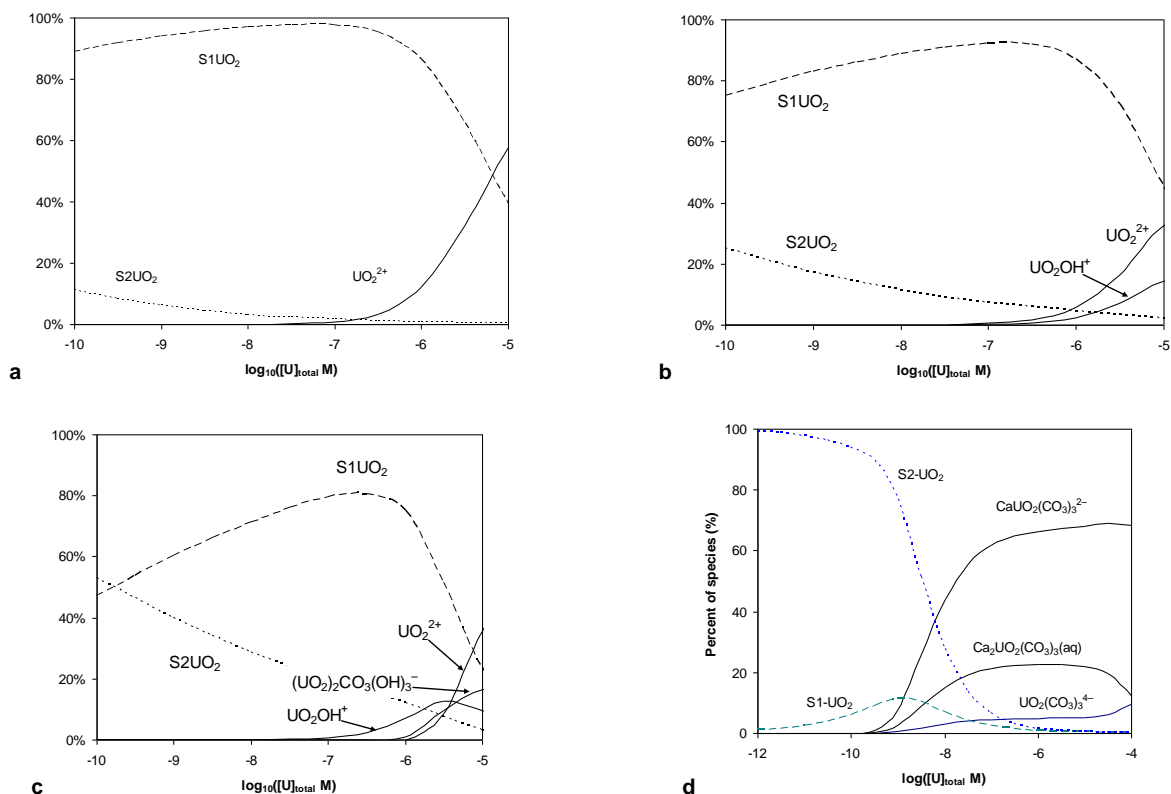 100%
80%
60%
40%
20%
0%
S1UO₂
S2UO₂
UO₂²⁺
-10 -9 -8 -7 -6 -5
log₁₀([U]total M)
a
100%
80%
60%
40%
20%
0%
S1UO₂
S2UO₂
UO₂²⁺
UO₂OH⁺
-10 -9 -8 -7 -6 -5
log₁₀([U]total M)
b
100%
80%
60%
40%
20%
0%
S1UO₂
S2UO₂
UO₂²⁺
(UO₂)₂CO₃(OH)₃⁻
UO₂OH⁺
-10 -9 -8 -7 -6 -5
log₁₀([U]total M)
c
Percent of species (%)
100
80
60
40
20
0
S2-UO₂
CaUO₂(CO₃)₃²⁻
Ca₂UO₂(CO₃)₃(aq)
S1-UO₂
UO₂(CO₃)₃⁴⁻
-12 -10 -8 -6 -4
log([U]total M)
d